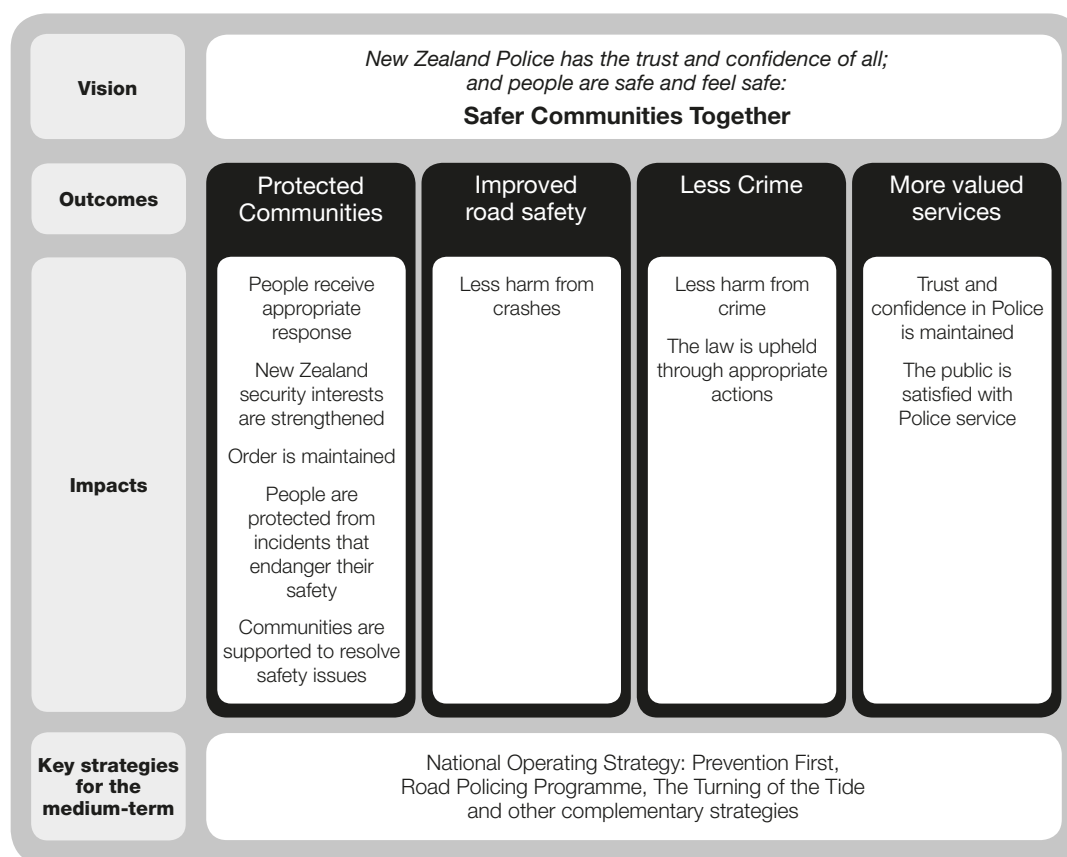 Vision
New Zealand Police has the trust and confidence of all;
and people are safe and feel safe:
Safer Communities Together
Outcomes
Protected
Communities
Improved
road safety
Less Crime
More valued
services
Impacts
People receive
appropriate
response
New Zealand
security interests
are strengthened
Order is maintained
People are
protected from
incidents that
endanger their
safety
Communities are
supported to resolve
safety issues
Less harm from
crashes
Less harm from
crime
The law is upheld
through appropriate
actions
Trust and
confidence in Police
is maintained
The public is
satisfied with
Police service
Key strategies
for the
medium-term
National Operating Strategy: Prevention First,
Road Policing Programme, The Turning of the Tide
and other complementary strategies